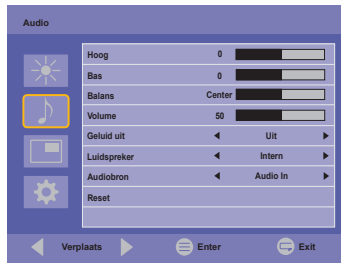 Audio
Hoog 0
Bas 0
Balans Center
Volume 50
Geluid uit Uit
Luidspreker Intern
Audiobron Audio In
Reset
Verplaats Enter Exit